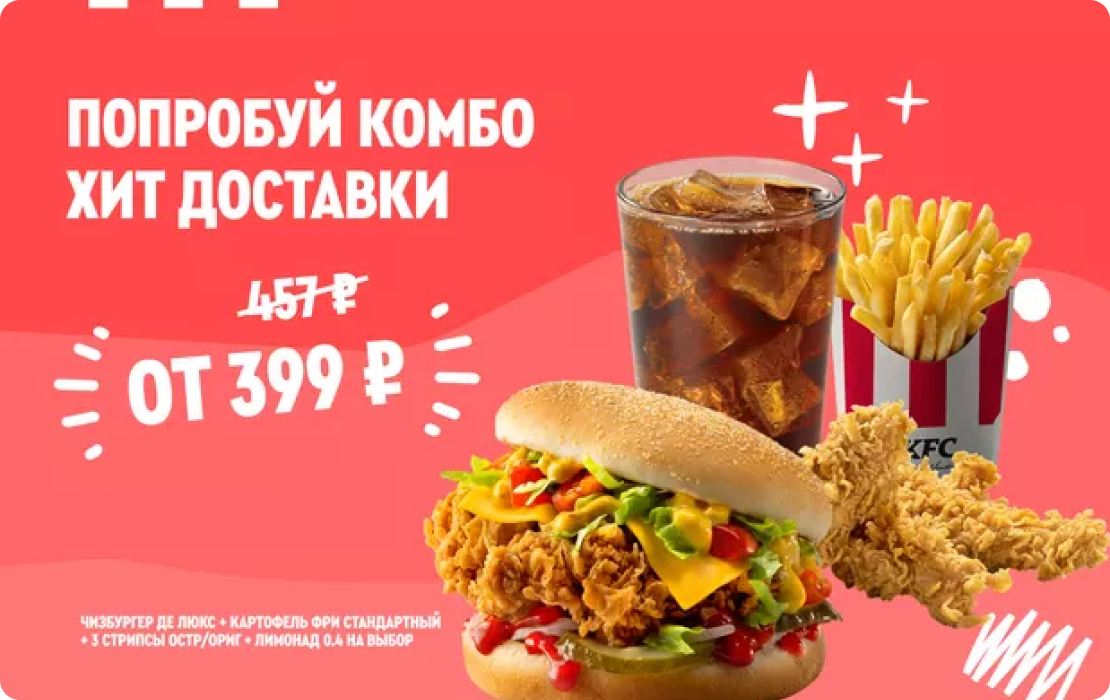 ПОПРОБУЙ КОМБО
ХИТ ДОСТАВКИ
457 ₽
ОТ 399 ₽
KFC
ЧИЗБУРГЕР ДЕ ЛЮКС + КАРТОФЕЛЬ ФРИ СТАНДАРТНЫЙ
+ 3 СТРИПСЫ ОСТР/ОРИГ + ЛИМОНАД 0.4 НА ВЫБОР